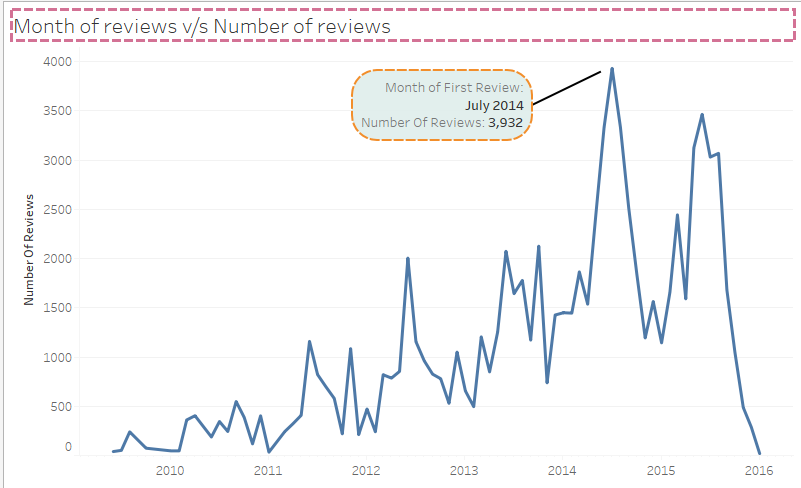 Month of reviews v/s Number of reviews
4000
Month of First Review:
July 2014
Number Of Reviews: 3,932
3500
3000
2500
2000
1500
1000
500
0
Number Of Reviews
2010 2011 2012 2013 2014 2015 2016